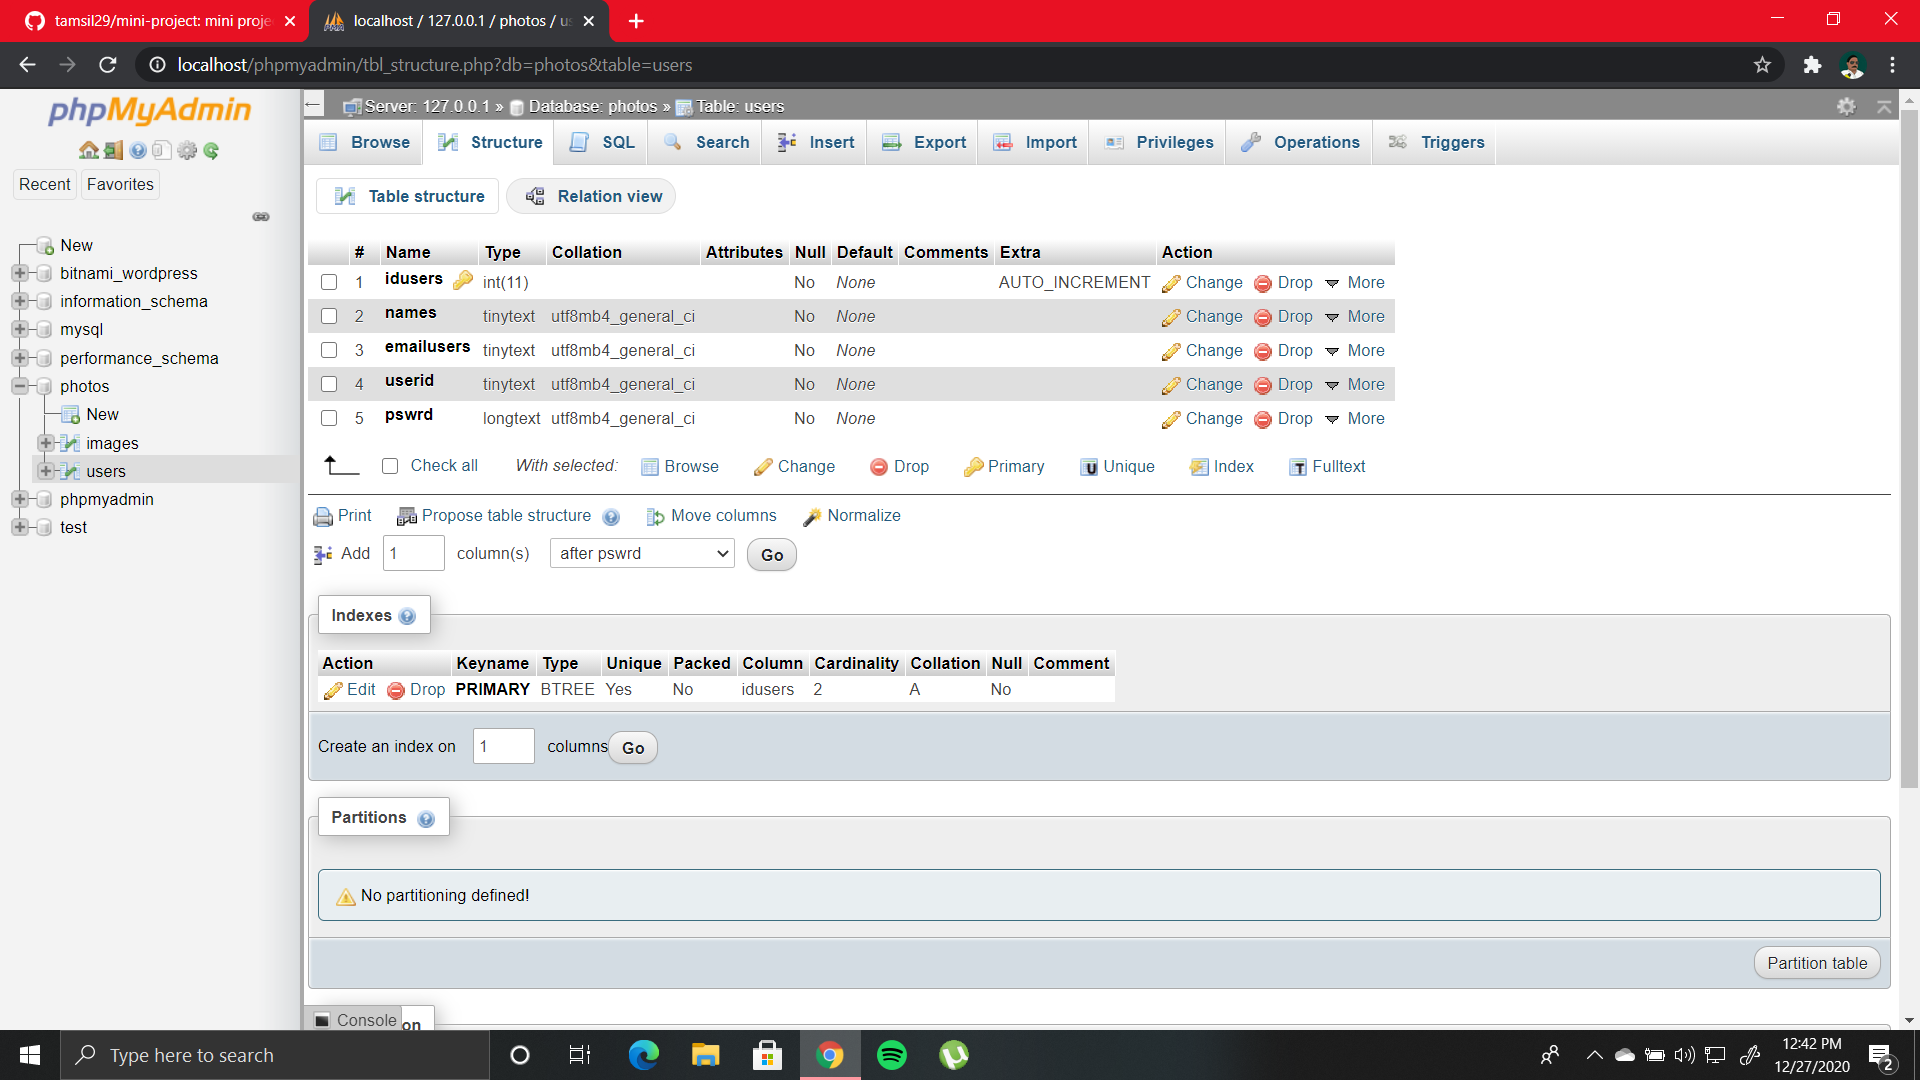 tamsil29/mini-project: mini proje
localhost / 127.0.0.1 / photos / us
localhost/phpmyadmin/tbl_structure.php?db=photos&table=users
phpMyAdmin
Recent Favorites
New
bitnami_wordpress
information_schema
mysql
performance_schema
photos
New
images
users
phpmyadmin
test
Server: 127.0.0.1 » Database: photos » Table: users
Browse Structure SQL Search Insert Export Import Privileges Operations Triggers
Table structure Relation view
# Name Type Collation Attributes Null Default Comments Extra Action
1 idusers int(11) No None AUTO_INCREMENT Change Drop More
2 names tinytext utf8mb4_general_ci No None Change Drop More
3 emailusers tinytext utf8mb4_general_ci No None Change Drop More
4 userid tinytext utf8mb4_general_ci No None Change Drop More
5 pswrd longtext utf8mb4_general_ci No None Change Drop More
Check all With selected: Browse Change Drop Primary Unique Index Fulltext
Print Propose table structure Move columns Normalize
Add 1 column(s) after pswrd Go
Indexes
Action Keyname Type Unique Packed Column Cardinality Collation Null Comment
Edit Drop PRIMARY BTREE Yes No idusers 2 A No
Create an index on 1 columns Go
Partitions
No partitioning defined!
Partition table
Console on
Type here to search
12:42 PM
12/27/2020
2